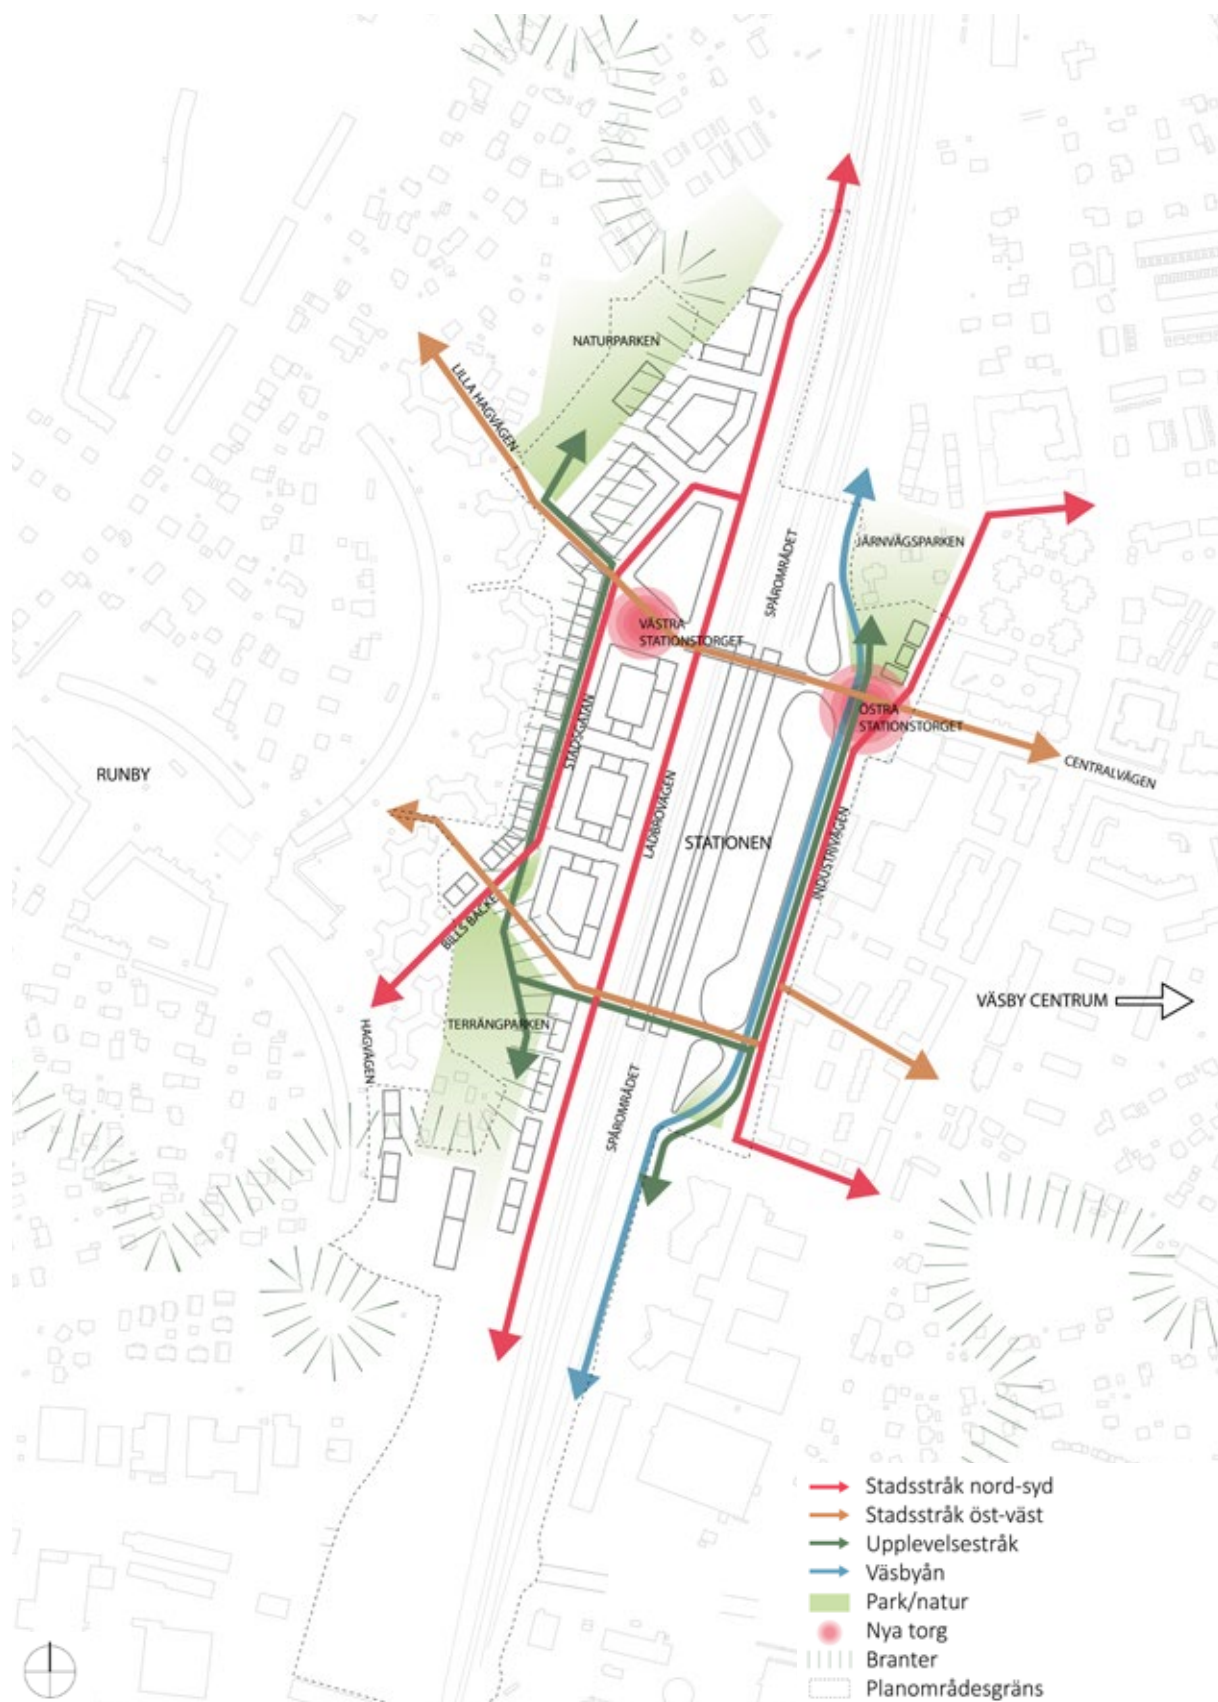 NATURPARKEN
LILLA HAGVÄGEN
SPÅROMRÅDET
JÄRNVÄGSPARKEN
VÄSTRA
STATIONSTORGET
ÖSTRA
STATIONSTORGET
STADSGATAN
CENTRALVÄGEN
RUNBY
LADBROVÄGEN
STATIONEN
INDUSTRIVÄGEN
BILLS BACKE
VÄSBY CENTRUM
HAGVÄGEN
TERRÄNGPARKEN
SPÅROMRÅDET
Stadsstråk nord-syd
Stadsstråk öst-väst
Upplevelsestråk
Väsbyån
Park/natur
Nya torg
Branter
Planområdesgräns